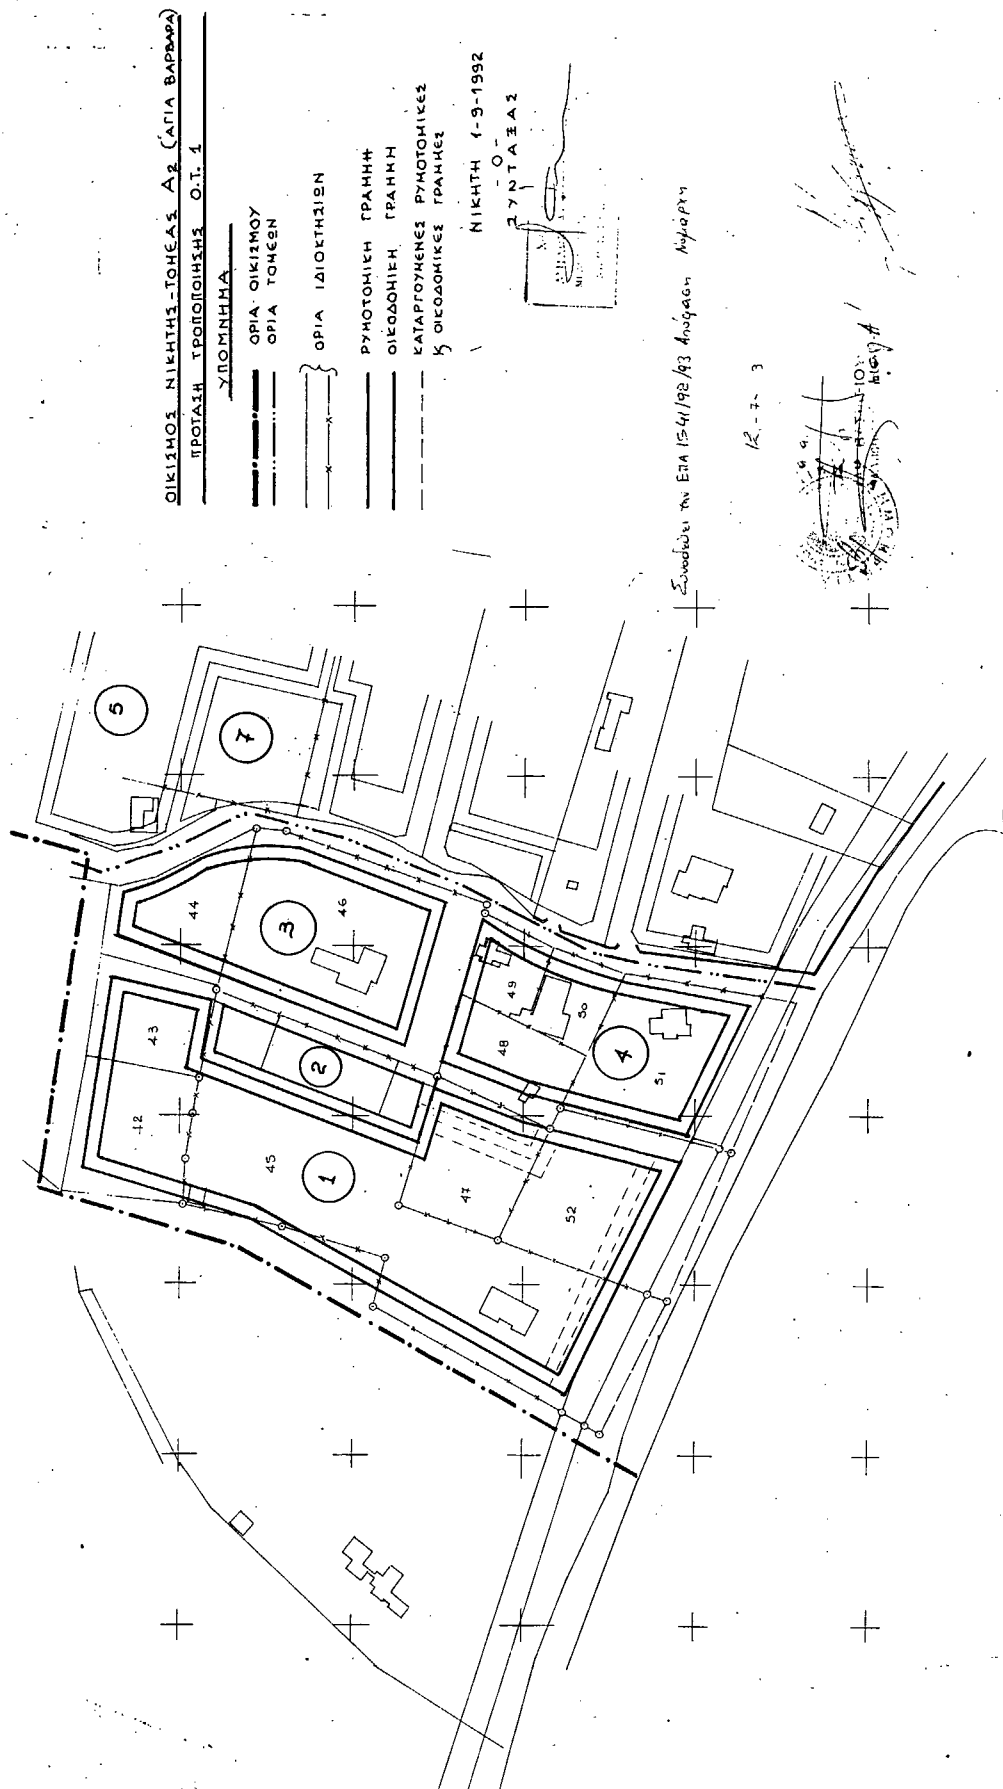 ΟΙΚΙΣΜΟΣ ΝΙΚΗΤΗΣ-ΤΟΜΕΑΣ Α2 (ΑΓΙΑ ΒΑΡΒΑΡΑ)
ΠΡΟΤΑΣΗ ΤΡΟΠΟΠΟΙΗΣΗΣ Ο.Τ. 1
ΥΠΟΜΝΗΜΑ
ΟΡΙΑ ΟΙΚΙΣΜΟΥ
ΟΡΙΑ ΤΟΜΕΩΝ
ΟΡΙΑ ΙΔΙΟΚΤΗΣΙΩΝ
ΡΥΜΟΤΟΜΙΚΗ ΓΡΑΜΜΗ
ΟΙΚΟΔΟΜΙΚΗ ΓΡΑΜΜΗ
ΚΑΤΑΡΓΟΥΜΕΝΕΣ ΡΥΜΟΤΟΜΙΚΕΣ
Κ ΟΙΚΟΔΟΜΙΚΕΣ ΓΡΑΜΜΕΣ
ΝΙΚΗΤΗ 1-9-1992
-Ο-
ΣΥΝΤΑΞΑΣ
Συνοδεύει την ΕΠΑ 1541/92/93 Απόφαση Νομάρχη
5
7
44
3
46
43
2
42
45
1
49
48
50
4
51
47
52